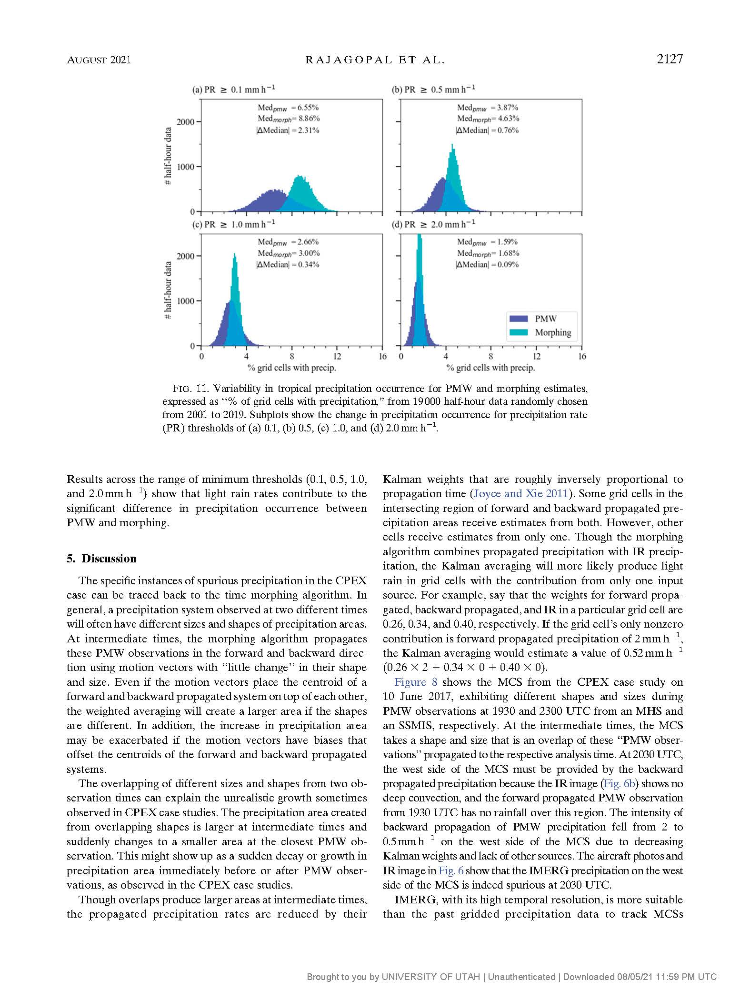 AUGUST 2021
RAJAGOPAL ET AL.
2127
(a) PR ≥ 0.1 mm h−1
Medpmw = 6.55%
Medmorph= 8.86%
|ΔMedian| = 2.31%
# half-hour data
2000
1000
0
(b) PR ≥ 0.5 mm h−1
Medpmw = 3.87%
Medmorph= 4.63%
|ΔMedian| = 0.76%
(c) PR ≥ 1.0 mm h−1
Medpmw = 2.66%
Medmorph= 3.00%
|ΔMedian| = 0.34%
# half-hour data
2000
1000
0
0 4 8 12 16
% grid cells with precip.
(d) PR ≥ 2.0 mm h−1
Medpmw = 1.59%
Medmorph= 1.68%
|ΔMedian| = 0.09%
PMW
Morphing
0 4 8 12 16
% grid cells with precip.
FIG. 11. Variability in tropical precipitation occurrence for PMW and morphing estimates,
expressed as ‘‘% of grid cells with precipitation,’’ from 19 000 half-hour data randomly chosen
from 2001 to 2019. Subplots show the change in precipitation occurrence for precipitation rate
(PR) thresholds of (a) 0.1, (b) 0.5, (c) 1.0, and (d) 2.0 mm h−1.
Results across the range of minimum thresholds (0.1, 0.5, 1.0,
and 2.0 mm h 1) show that light rain rates contribute to the
significant difference in precipitation occurrence between
PMW and morphing.
5. Discussion
The specific instances of spurious precipitation in the CPEX
case can be traced back to the time morphing algorithm. In
general, a precipitation system observed at two different times
will often have different sizes and shapes of precipitation areas.
At intermediate times, the morphing algorithm propagates
these PMW observations in the forward and backward direc-
tion using motion vectors with ‘‘little change’’ in their shape
and size. Even if the motion vectors place the centroid of a
forward and backward propagated system on top of each other,
the weighted averaging will create a larger area if the shapes
are different. In addition, the increase in precipitation area
may be exacerbated if the motion vectors have biases that
offset the centroids of the forward and backward propagated
systems.
The overlapping of different sizes and shapes from two ob-
servation times can explain the unrealistic growth sometimes
observed in CPEX case studies. The precipitation area created
from overlapping shapes is larger at intermediate times and
suddenly changes to a smaller area at the closest PMW ob-
servation. This might show up as a sudden decay or growth in
precipitation area immediately before or after PMW obser-
vations, as observed in the CPEX case studies.
Though overlaps produce larger areas at intermediate times,
the propagated precipitation rates are reduced by their
Kalman weights that are roughly inversely proportional to
propagation time (Joyce and Xie 2011). Some grid cells in the
intersecting region of forward and backward propagated pre-
cipitation areas receive estimates from both. However, other
cells receive estimates from only one. Though the morphing
algorithm combines propagated precipitation with IR precip-
itation, the Kalman averaging will more likely produce light
rain in grid cells with the contribution from only one input
source. For example, say that the weights for forward propa-
gated, backward propagated, and IR in a particular grid cell are
0.26, 0.34, and 0.40, respectively. If the grid cell’s only nonzero
contribution is forward propagated precipitation of 2 mm h 1,
the Kalman averaging would estimate a value of 0.52 mm h 1
(0.26 × 2 + 0.34 × 0 + 0.40 × 0).
Figure 8 shows the MCS from the CPEX case study on
10 June 2017, exhibiting different shapes and sizes during
PMW observations at 1930 and 2300 UTC from an MHS and
an SSMIS, respectively. At the intermediate times, the MCS
takes a shape and size that is an overlap of these ‘‘PMW obser-
vations’’ propagated to the respective analysis time. At 2030 UTC,
the west side of the MCS must be provided by the backward
propagated precipitation because the IR image (Fig. 6b) shows no
deep convection, and the forward propagated PMW observation
from 1930 UTC has no rainfall over this region. The intensity of
backward propagation of PMW precipitation fell from 2 to
0.5 mm h 1 on the west side of the MCS due to decreasing
Kalman weights and lack of other sources. The aircraft photos and
IR image in Fig. 6 show that the IMERG precipitation on the west
side of the MCS is indeed spurious at 2030 UTC.
IMERG, with its high temporal resolution, is more suitable
than the past gridded precipitation data to track MCSs
Brought to you by UNIVERSITY OF UTAH | Unauthenticated | Downloaded 08/05/21 11:59 PM UTC